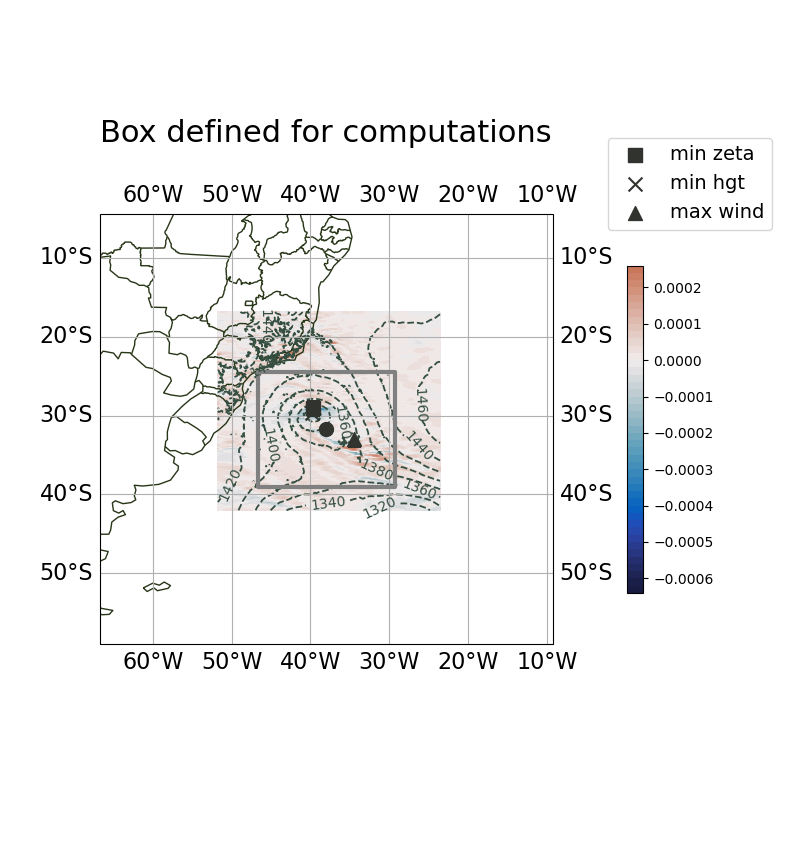 Box defined for computations
min zeta
min hgt
max wind
60°W 50°W 40°W 30°W 20°W 10°W
10°S 10°S
20°S 20°S
30°S 30°S
40°S 40°S
50°S 50°S
60°W 50°W 40°W 30°W 20°W 10°W
1460
1360
1400
1440
1380
1420
1360
1340
1320
0.0002
0.0001
0.0000
−0.0001
−0.0002
−0.0003
−0.0004
−0.0005
−0.0006